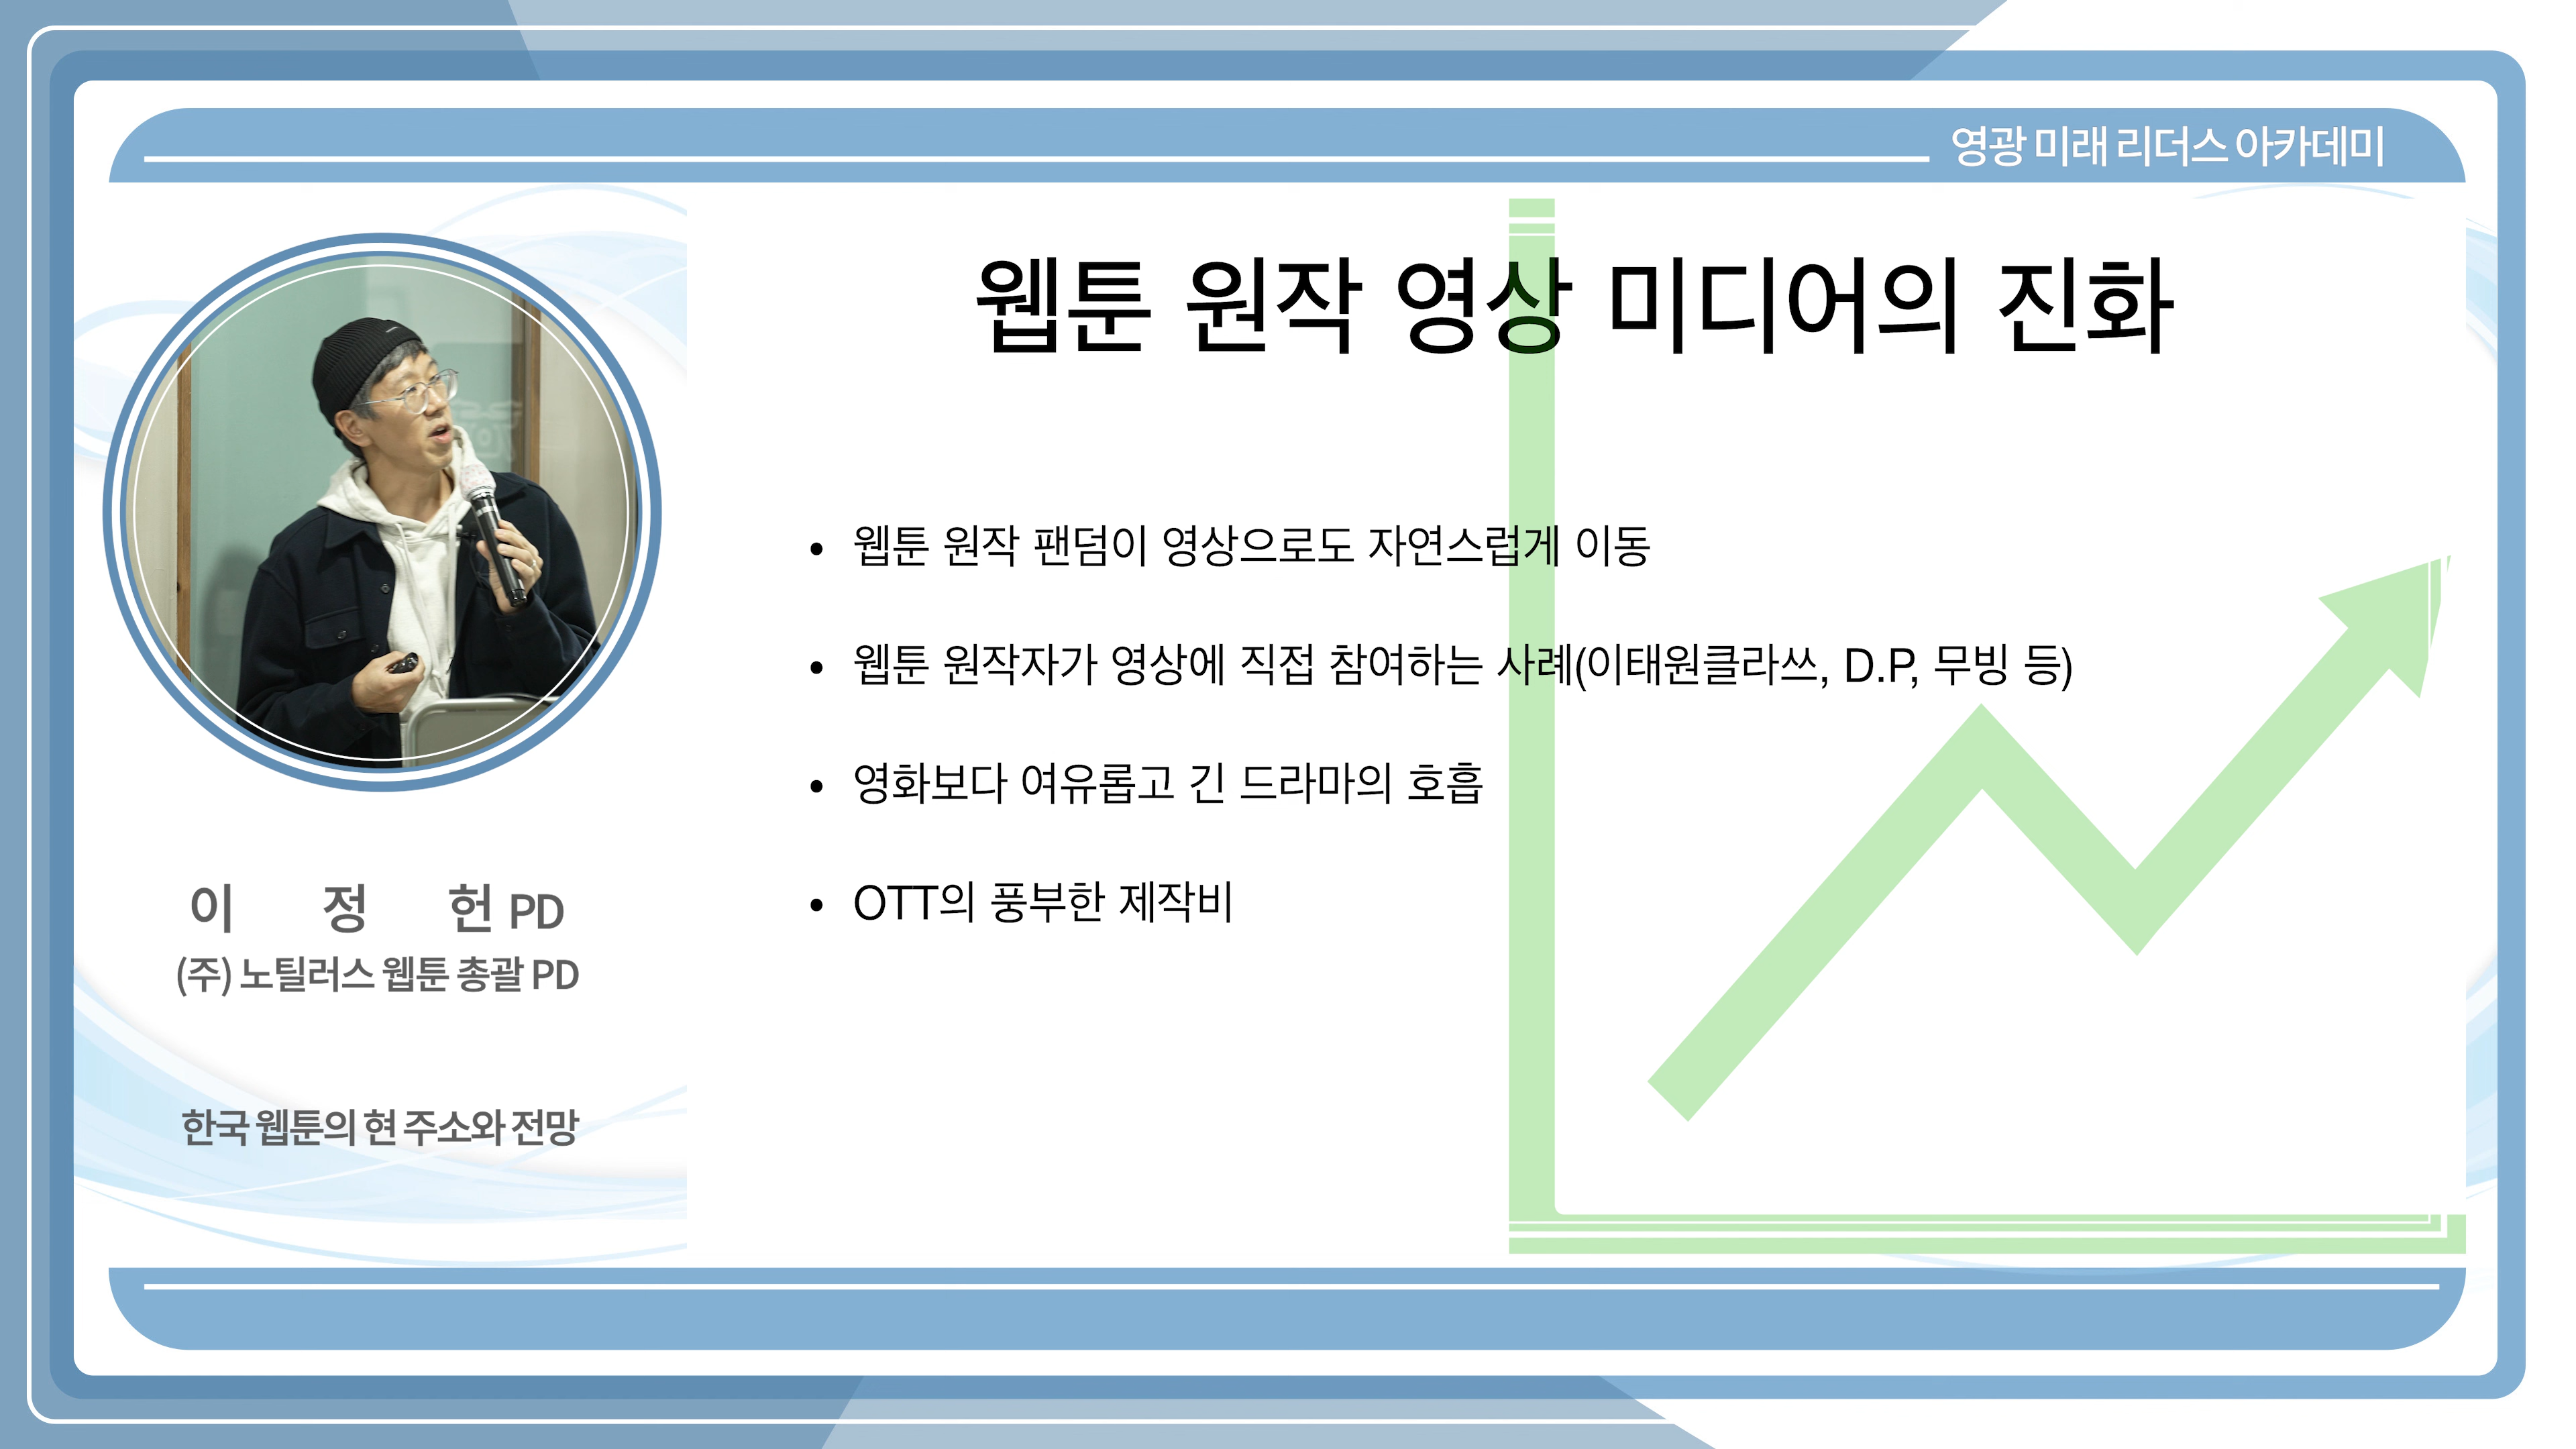 영광 미래 리더스 아카데미
웹툰 원작 영상 미디어의 진화
• 웹툰 원작 팬덤이 영상으로도 자연스럽게 이동
• 웹툰 원작자가 영상에 직접 참여하는 사례(이태원클라쓰, D.P, 무빙 등)
• 영화보다 여유롭고 긴 드라마의 호흡
• OTT의 풍부한 제작비
이 정 헌 PD
(주) 노틸러스 웹툰 총괄 PD
한국 웹툰의 현 주소와 전망